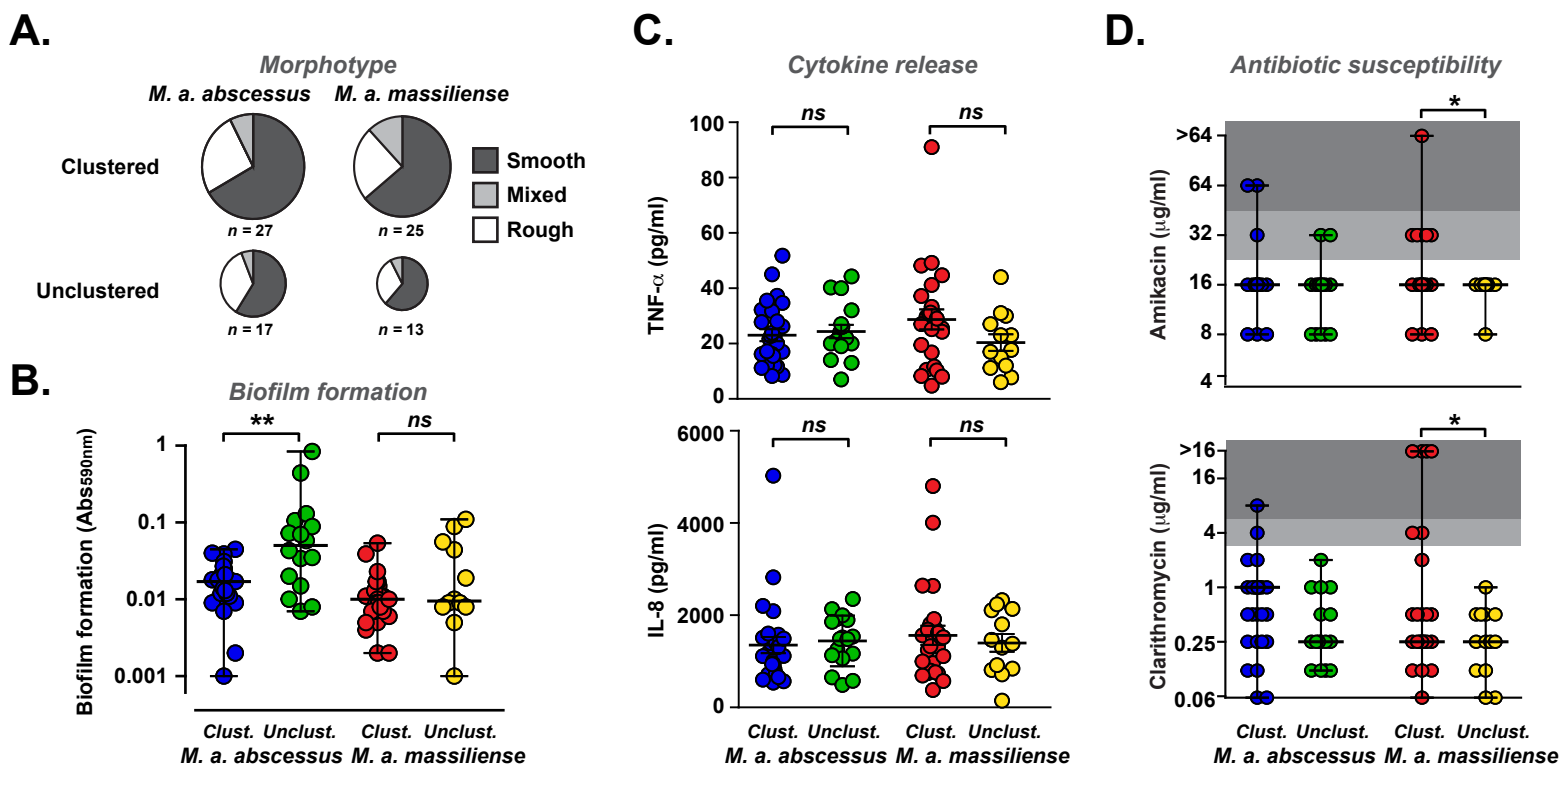 A.
Morphotype
M. a. abscessus M. a. massiliense
Clustered
n = 27
n = 25
Smooth
Mixed
Rough
Unclustered
n = 17
n = 13
B.
Biofilm formation
Biofilm formation (Abs590nm)
**
ns
1
0.1
0.01
0.001
Clust. Unclust. Clust. Unclust.
M. a. abscessus M. a. massiliense
C.
Cytokine release
TNF-α (pg/ml)
ns
ns
100
80
60
40
20
0
IL-8 (pg/ml)
ns
ns
6000
4000
2000
0
Clust. Unclust. Clust. Unclust.
M. a. abscessus M. a. massiliense
D.
Antibiotic susceptibility
Amikacin (μg/ml)
*
>64
64
32
16
8
4
Clarithromycin (μg/ml)
*
>16
16
4
1
0.25
0.06
Clust. Unclust. Clust. Unclust.
M. a. abscessus M. a. massiliense